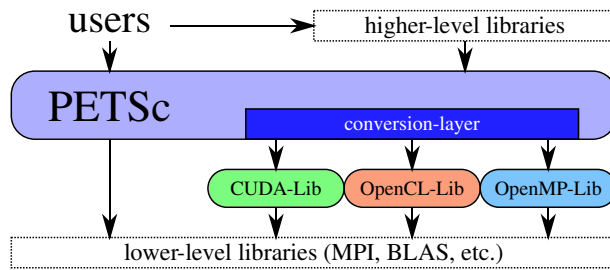 users
higher-level libraries
PETSc
conversion-layer
CUDA-Lib
OpenCL-Lib
OpenMP-Lib
lower-level libraries (MPI, BLAS, etc.)